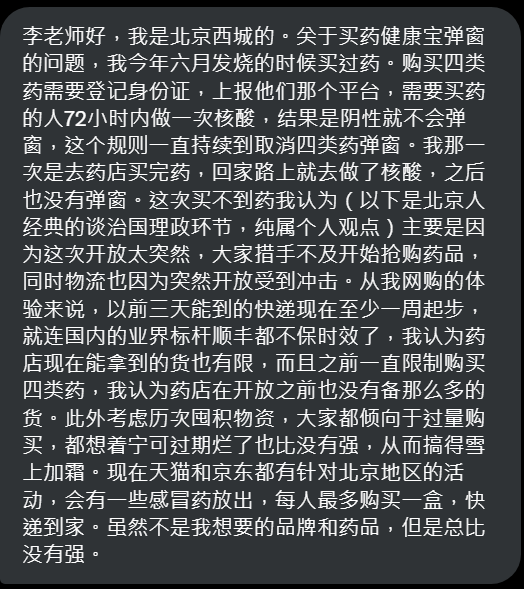 李老师好，我是北京西城的。关于买药健康宝弹窗
的问题，我今年六月发烧的时候买过药。购买四类
药需要登记身份证，上报他们那个平台，需要买药
的人72小时内做一次核酸，结果是阴性就不会弹
窗，这个规则一直持续到取消四类药弹窗。我那一
次是去药店买完药，回家路上就去做了核酸，之后
也没有弹窗。这次买不到药我认为（以下是北京人
经典的谈治国理政环节，纯属个人观点）主要是因
为这次开放太突然，大家措手不及开始抢购药品，
同时物流也因为突然开放受到冲击。从我网购的体
验来说，以前三天能到的快递现在至少一周起步，
就连国内的业界标杆顺丰都不保时效了，我认为药
店现在能拿到的货也有限，而且之前一直限制购买
四类药，我认为药店在开放之前也没有备那么多的
货。此外考虑历次囤积物资，大家都倾向于过量购
买，都想着宁可过期烂了也比没有强，从而搞得雪
上加霜。现在天猫和京东都有针对北京地区的活
动，会有一些感冒药放出，每人最多购买一盒，快
递到家。虽然不是我想要的品牌和药品，但是总比
没有强。